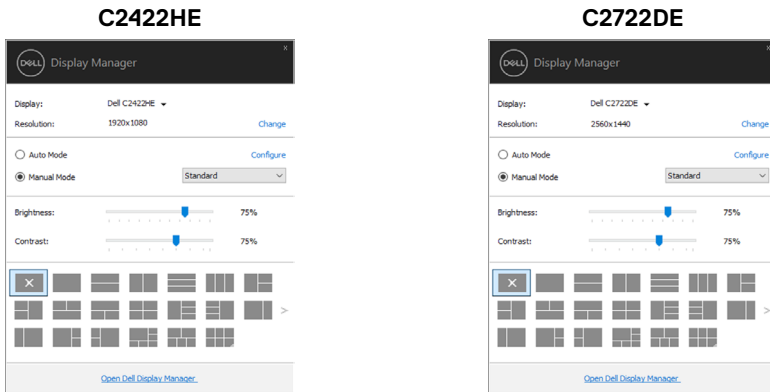 C2422HE
DELL Display Manager
Display: Dell C2422HE
Resolution: 1920x1080 Change
Auto Mode Configure
Manual Mode Standard
Brightness: 75%
Contrast: 75%
Open Dell Display Manager
C2722DE
DELL Display Manager
Display: Dell C2722DE
Resolution: 2560x1440 Change
Auto Mode Configure
Manual Mode Standard
Brightness: 75%
Contrast: 75%
Open Dell Display Manager